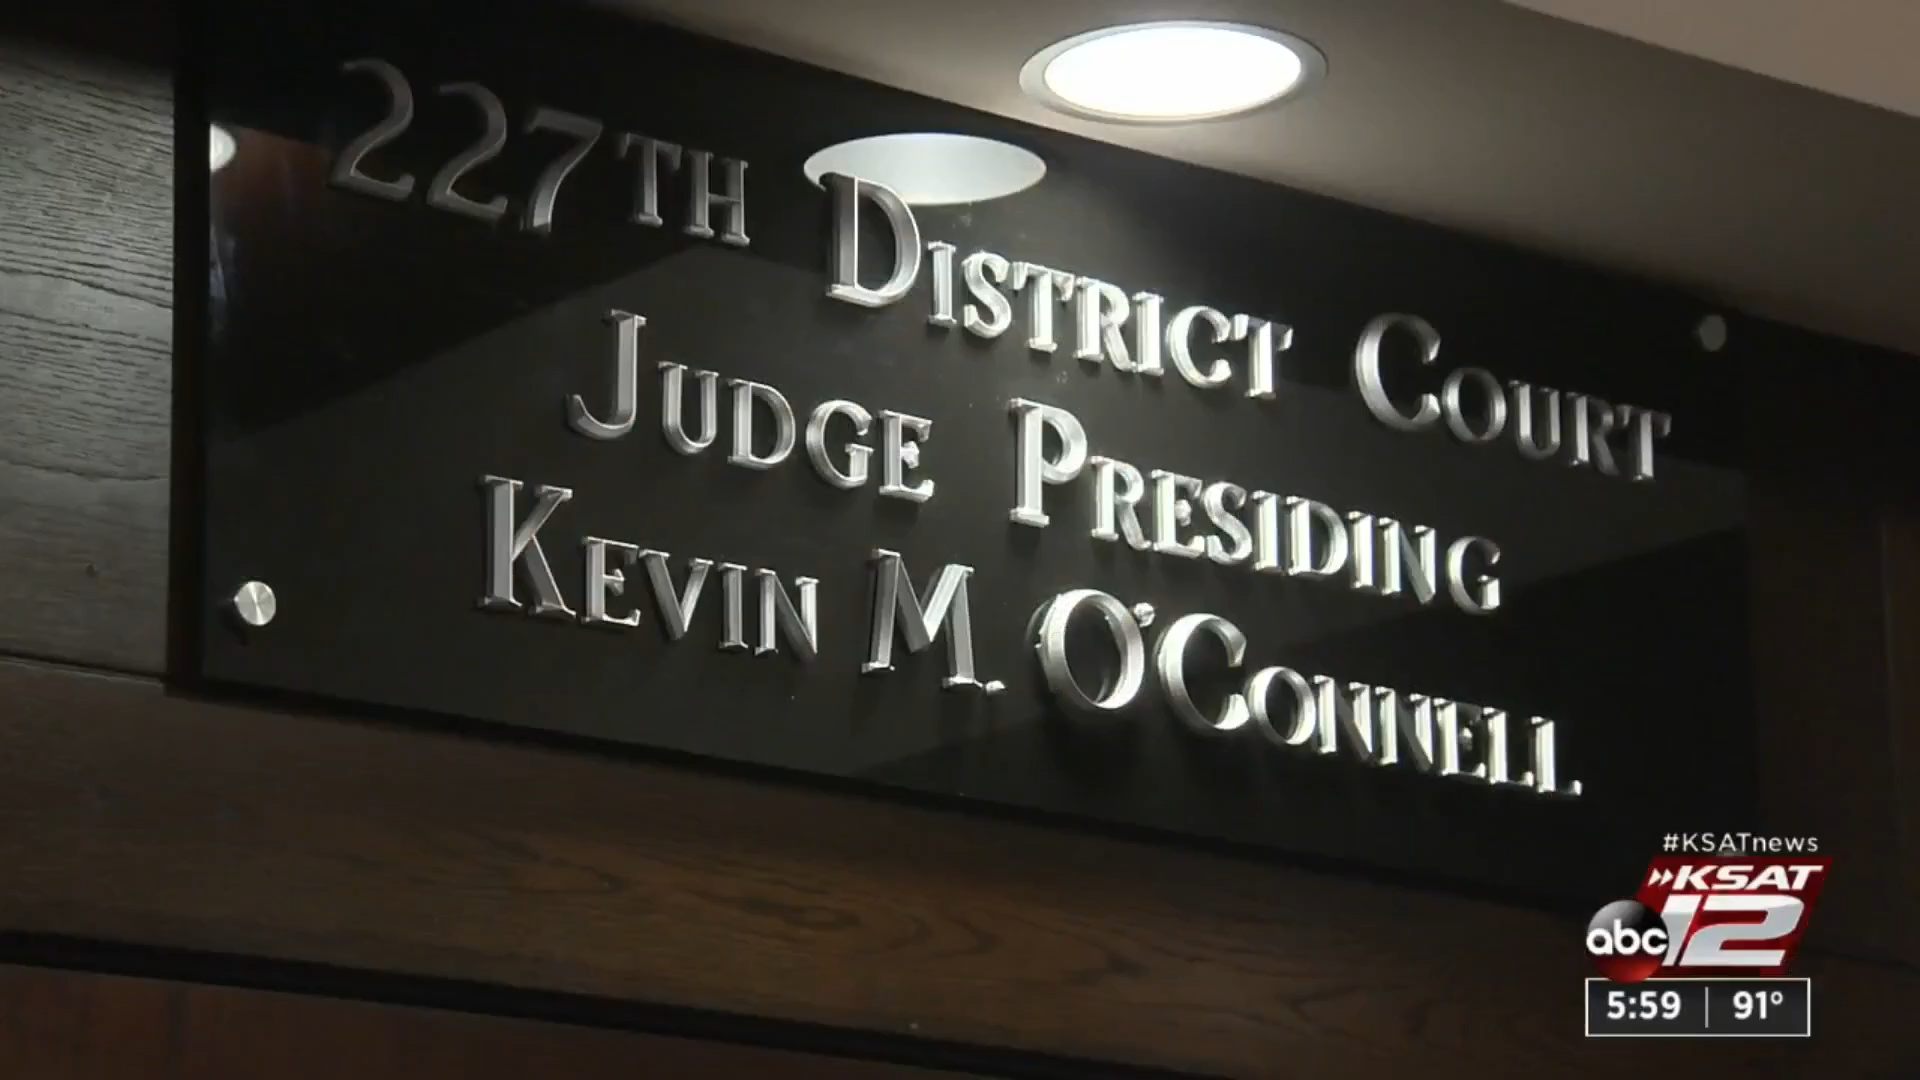 227TH DISTRICT COURT
JUDGE PRESIDING
KEVIN M. O'CONNELL
#KSATnews
KSAT
abc 12
5:59 | 91°